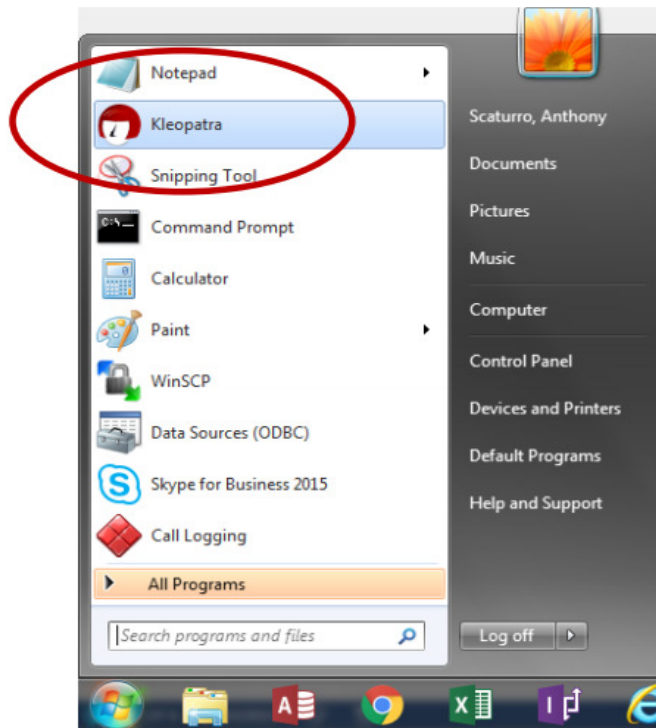 Notepad
Kleopatra
Snipping Tool
Command Prompt
Calculator
Paint
WinSCP
Data Sources (ODBC)
Skype for Business 2015
Call Logging
All Programs
Search programs and files
Scaturro, Anthony
Documents
Pictures
Music
Computer
Control Panel
Devices and Printers
Default Programs
Help and Support
Log off